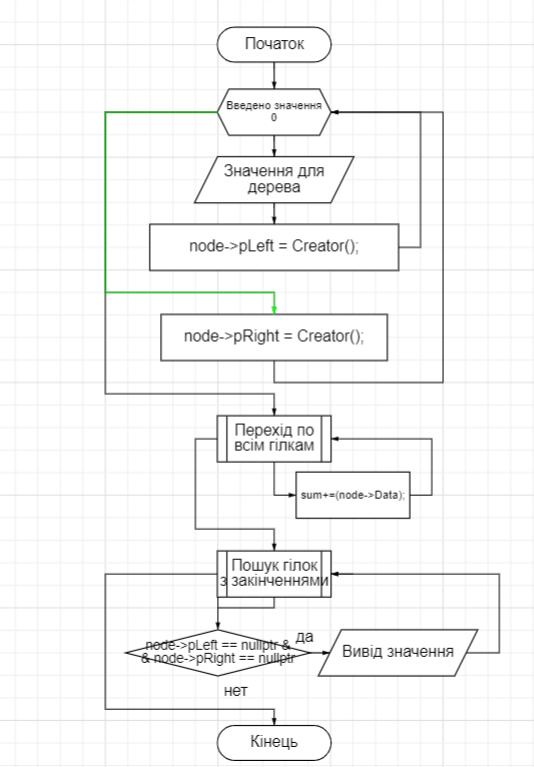 Початок
Введено значення
0
Значення для
дерева
node->pLeft = Creator();
node->pRight = Creator();
Перехід по
всім гілкам
sum+=(node->Data);
Пошук гілок
з закінченнями
node->pLeft == nullptr &
& node->pRight == nullptr
да
Вивід значення
нет
Кінець